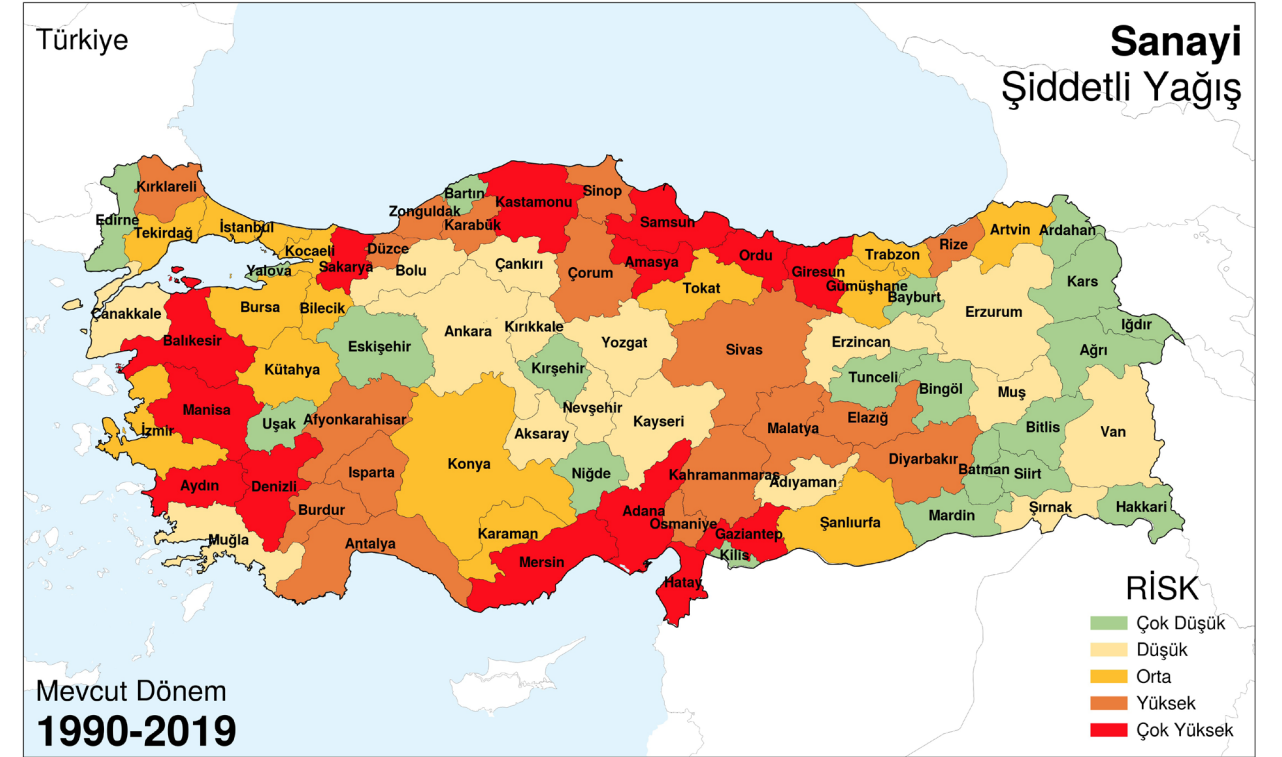 Türkiye
Sanayi
Şiddetli Yağış
Kırklareli
Edirne
Tekirdağ
İstanbul
Kocaeli
Yalova
Sakarya
Düzce
Zonguldak
Bartın
Karabük
Kastamonu
Sinop
Samsun
Bolu
Çankırı
Çorum
Amasya
Ordu
Giresun
Trabzon
Rize
Artvin
Ardahan
Kars
Gümüşhane
Bayburt
Tokat
Çanakkale
Bursa
Bilecik
Balıkesir
Kütahya
Eskişehir
Ankara
Kırıkkale
Kırşehir
Yozgat
Sivas
Erzincan
Erzurum
Iğdır
Ağrı
Tunceli
Bingöl
Muş
Manisa
İzmir
Uşak
Afyonkarahisar
Konya
Aksaray
Nevşehir
Kayseri
Malatya
Elazığ
Diyarbakır
Batman
Siirt
Bitlis
Van
Aydın
Denizli
Isparta
Burdur
Niğde
Kahramanmaraş
Adıyaman
Şanlıurfa
Mardin
Şırnak
Hakkari
Muğla
Antalya
Karaman
Mersin
Adana
Osmaniye
Gaziantep
Kilis
Hatay
RİSK
Çok Düşük
Düşük
Orta
Yüksek
Çok Yüksek
Mevcut Dönem
1990-2019